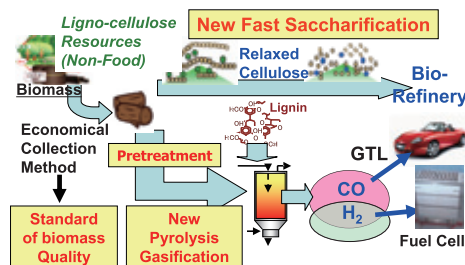 New Fast Saccharification
Ligno-cellulose
Resources
(Non-Food)
Relaxed
Cellulose
Bio-
Refinery
Biomass
Economical
Collection
Method
Lignin
Pretreatment
GTL
CO
H2
Standard
of biomass
Quality
New
Pyrolysis
Gasification
Fuel Cell